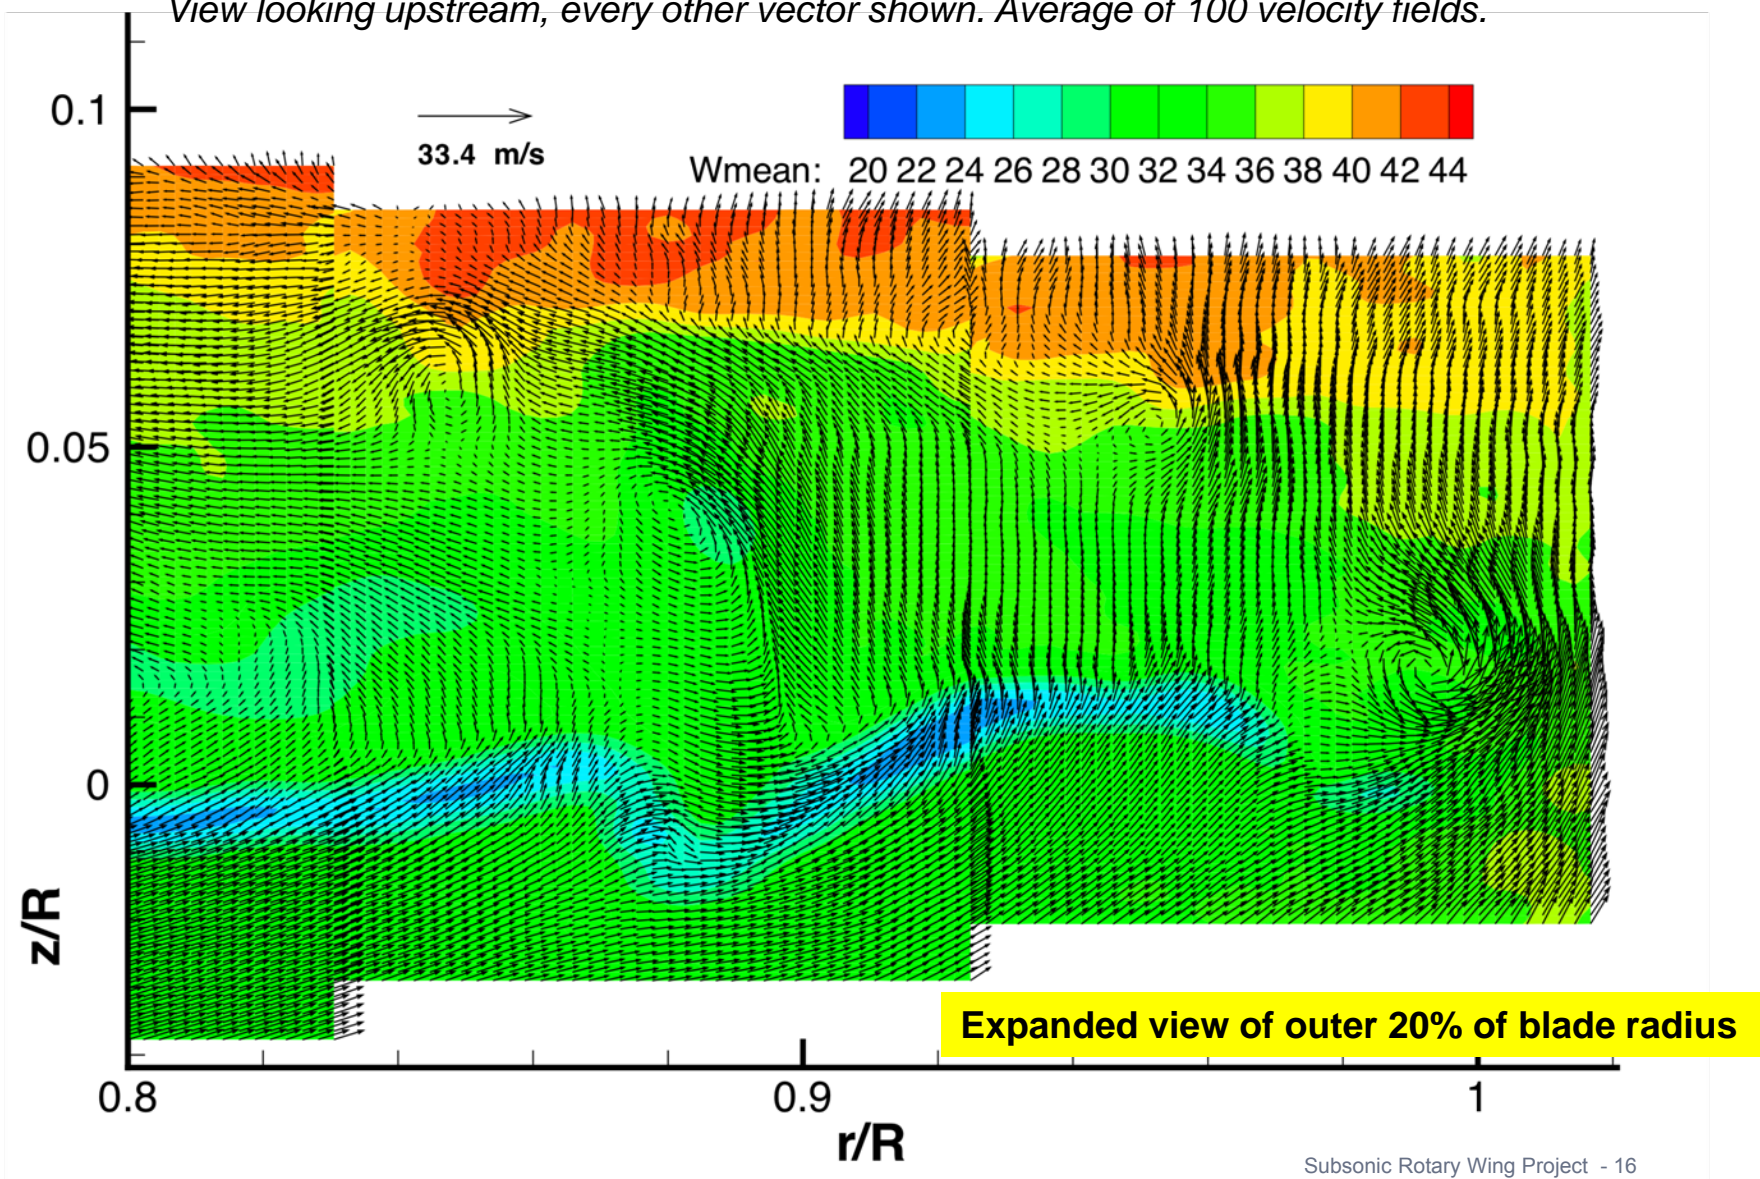 View looking upstream, every other vector shown. Average of 100 velocity fields.
0.1
33.4 m/s
Wmean: 20 22 24 26 28 30 32 34 36 38 40 42 44
0.05
0
z/R
Expanded view of outer 20% of blade radius
0.8 0.9 1
r/R
Subsonic Rotary Wing Project - 16